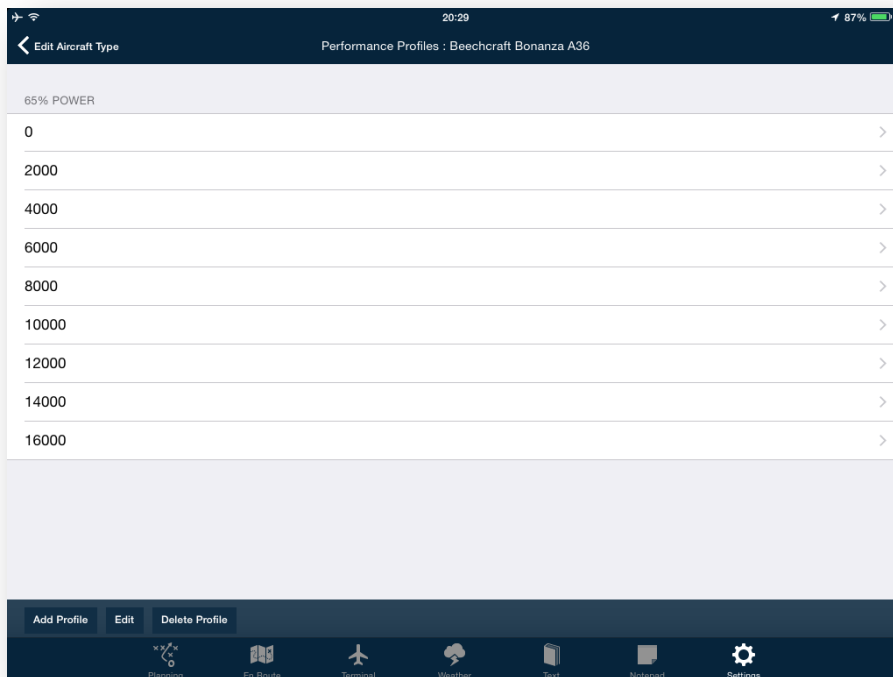 20:29
87%
Edit Aircraft Type
Performance Profiles : Beechcraft Bonanza A36
65% POWER
0
2000
4000
6000
8000
10000
12000
14000
16000
Add Profile Edit Delete Profile
Planning En Route Terminal Weather Text Notepad Settings